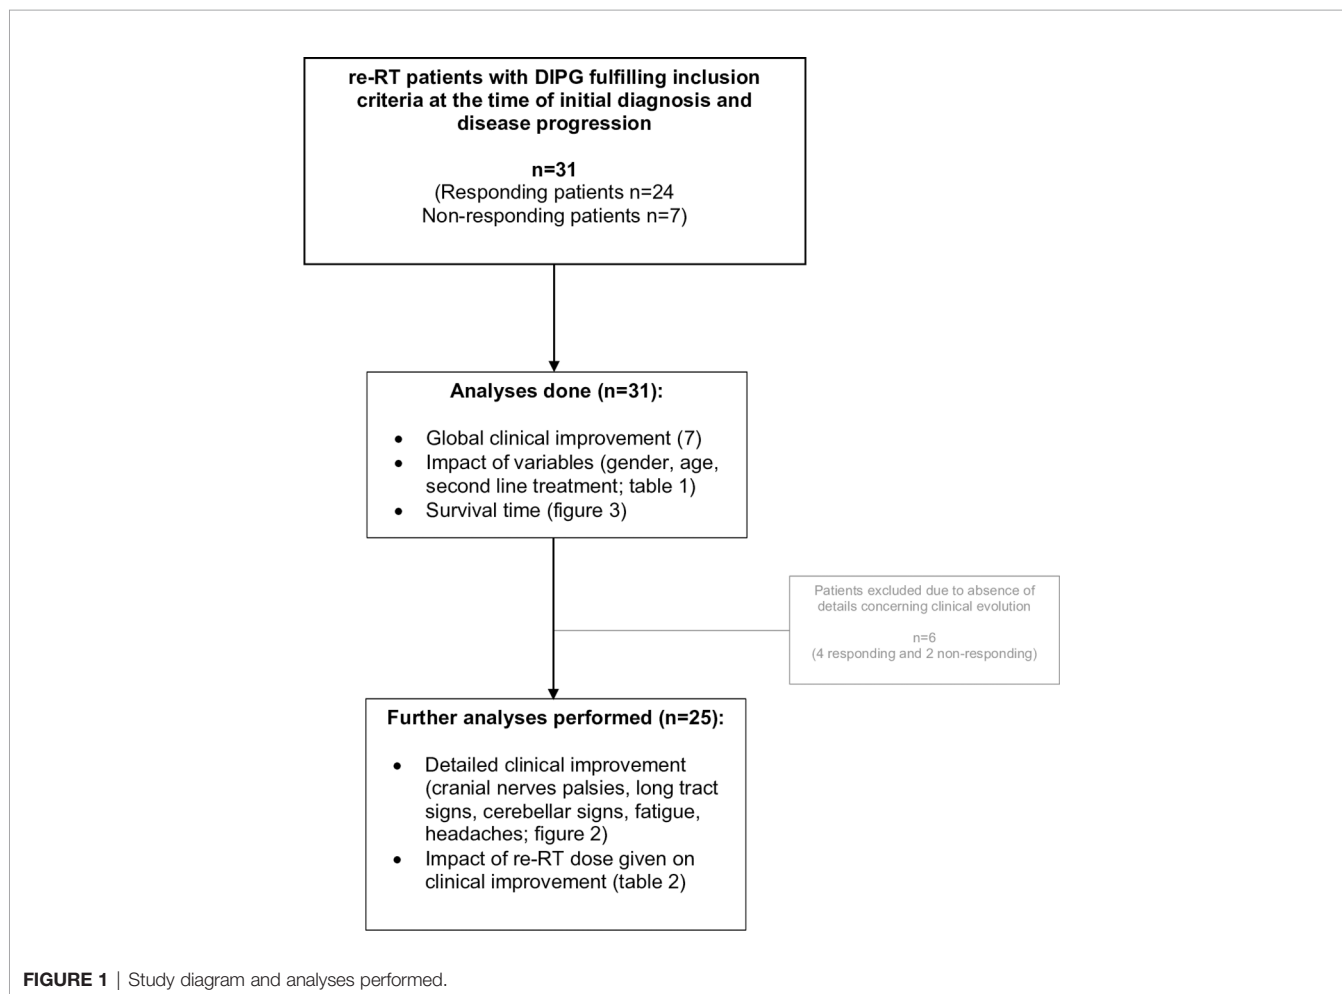 re-RT patients with DIPG fulfilling inclusion
criteria at the time of initial diagnosis and
disease progression
n=31
(Responding patients n=24
Non-responding patients n=7)
Analyses done (n=31):
• Global clinical improvement (7)
• Impact of variables (gender, age,
second line treatment; table 1)
• Survival time (figure 3)
Patients excluded due to absence of
details concerning clinical evolution
n=6
(4 responding and 2 non-responding)
Further analyses performed (n=25):
• Detailed clinical improvement
(cranial nerves palsies, long tract
signs, cerebellar signs, fatigue,
headaches; figure 2)
• Impact of re-RT dose given on
clinical improvement (table 2)
FIGURE 1 | Study diagram and analyses performed.